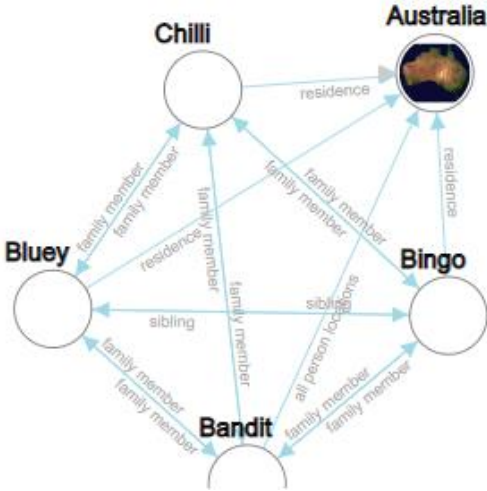 Australia
Chilli
residence
family member
family member
family member
family member
family member
family member
residence
residence
Bluey
Bingo
sibling
sibling
all person locations
family member
family member
family member
family member
Bandit